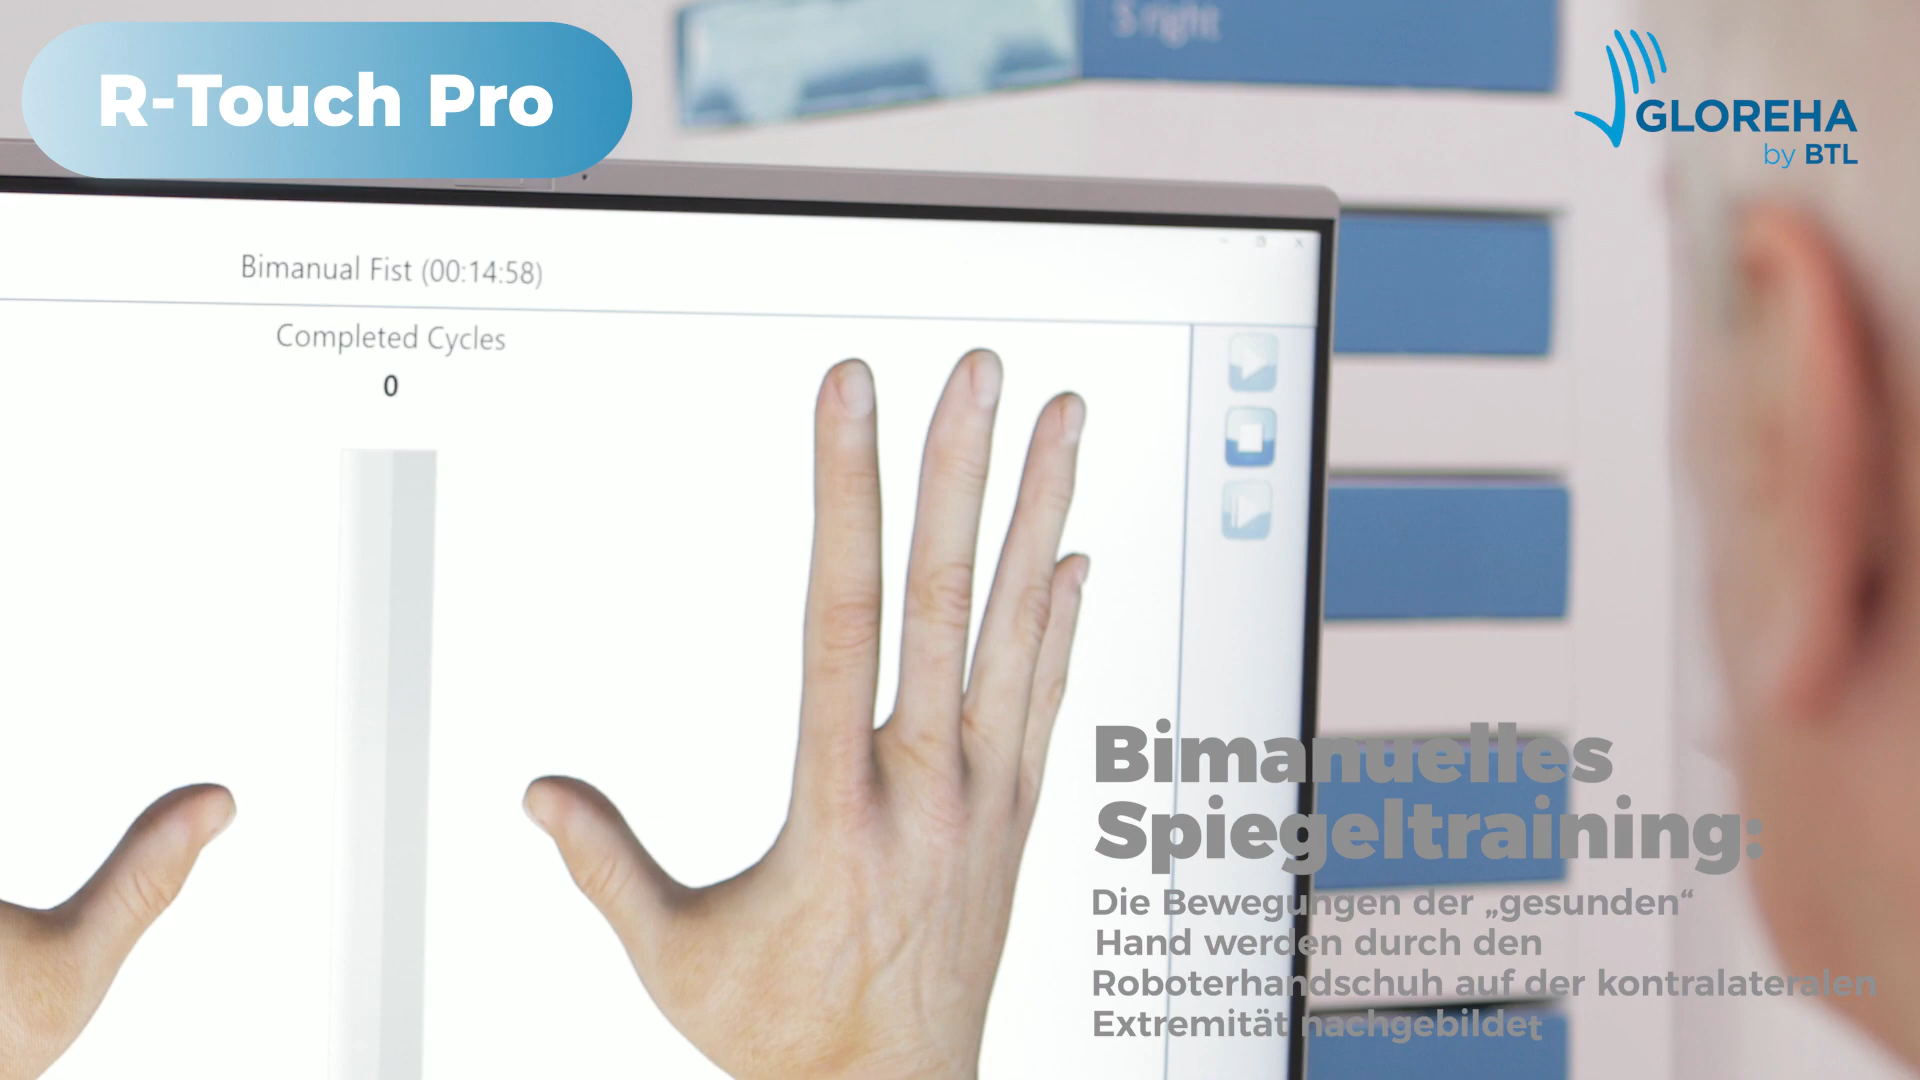 S right
R-Touch Pro
GLOREHA
by BTL
Bimanual Fist (00:14:58)
Completed Cycles
0
Bimanuelles
Spiegeltraining:
Die Bewegungen der „gesunden“
Hand werden durch den
Roboterhandschuh auf der kontralateralen
Extremität nachgebildet